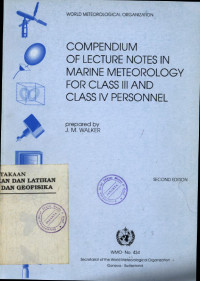 WORLD METEOROLOGICAL ORGANIZATION
COMPENDIUM
OF LECTURE NOTES IN
MARINE METEOROLOGY
FOR CLASS III AND
CLASS IV PERSONNEL
prepared by
J. M. WALKER
TAKAAN
AN DAN LATIHAN
DAN GEOFISIKA
SECOND EDITION
WMO - No. 434
Secretariat of the World Meteorological Organization -
Geneva - Switzerland